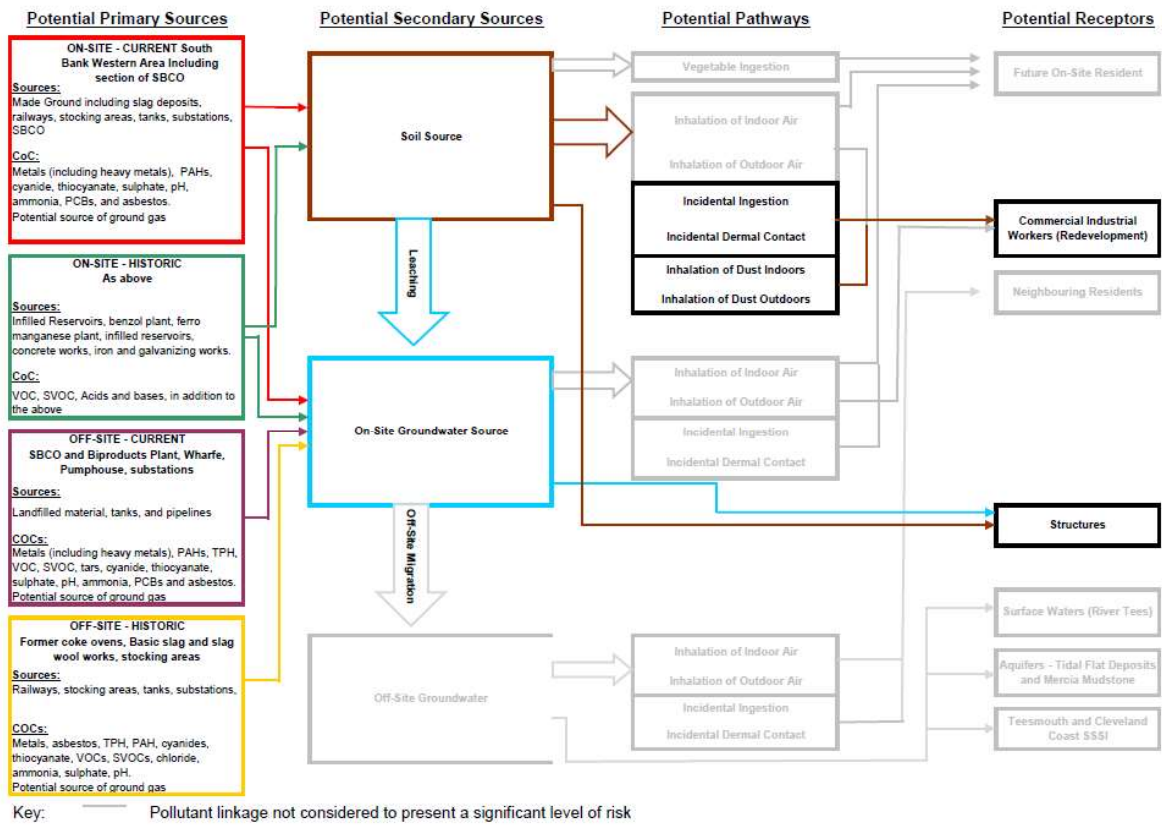 Potential Primary Sources
Potential Secondary Sources
Potential Pathways
Potential Receptors
ON-SITE - CURRENT South
Bank Western Area Including
section of SBCO
Sources:
Made Ground including slag deposits,
railways, stocking areas, tanks, substations,
SBCO
CoC:
Metals (including heavy metals),  PAHs,
cyanide, thiocyanate, sulphate, pH,
ammonia, PCBs, and asbestos.
Potential source of ground gas
ON-SITE - HISTORIC
As above
Sources:
Infilled Reservoirs, benzol plant, ferro
manganese plant, infilled reservoirs,
concrete works, iron and galvanizing works.
CoC:
VOC, SVOC, Acids and bases, in addition to
the above
OFF-SITE - CURRENT
SBCO and Biproducts Plant, Wharfe,
Pumphouse, substations
Sources:
Landfilled material, tanks, and pipelines
COCs:
Metals (including heavy metals), PAHs, TPH,
VOC, SVOC, tars, cyanide, thiocyanate,
sulphate, pH, ammonia, PCBs and asbestos.
Potential source of ground gas
OFF-SITE - HISTORIC
Former coke ovens, Basic slag and slag
wool works, stocking areas
Sources:
Railways, stocking areas, tanks, substations,
COCs:
Metals, asbestos, TPH, PAH, cyanides,
thiocyanate, VOCs, SVOCs, chloride,
ammonia, sulphate, pH.
Potential source of ground gas
Soil Source
Leaching
On-Site Groundwater Source
Off-Site Migration
Off-Site Groundwater
Vegetable Ingestion
Inhalation of Indoor Air
Inhalation of Outdoor Air
Incidental Ingestion
Incidental Dermal Contact
Inhalation of Dust Indoors
Inhalation of Dust Outdoors
Inhalation of Indoor Air
Inhalation of Outdoor Air
Incidental Ingestion
Incidental Dermal Contact
Inhalation of Indoor Air
Inhalation of Outdoor Air
Incidental Ingestion
Incidental Dermal Contact
Future On-Site Resident
Commercial Industrial
Workers (Redevelopment)
Neighbouring Residents
Structures
Surface Waters (River Tees)
Aquifers - Tidal Flat Deposits
and Mercia Mudstone
Teesmouth and Cleveland
Coast SSSI
Key:
Pollutant linkage not considered to present a significant level of risk